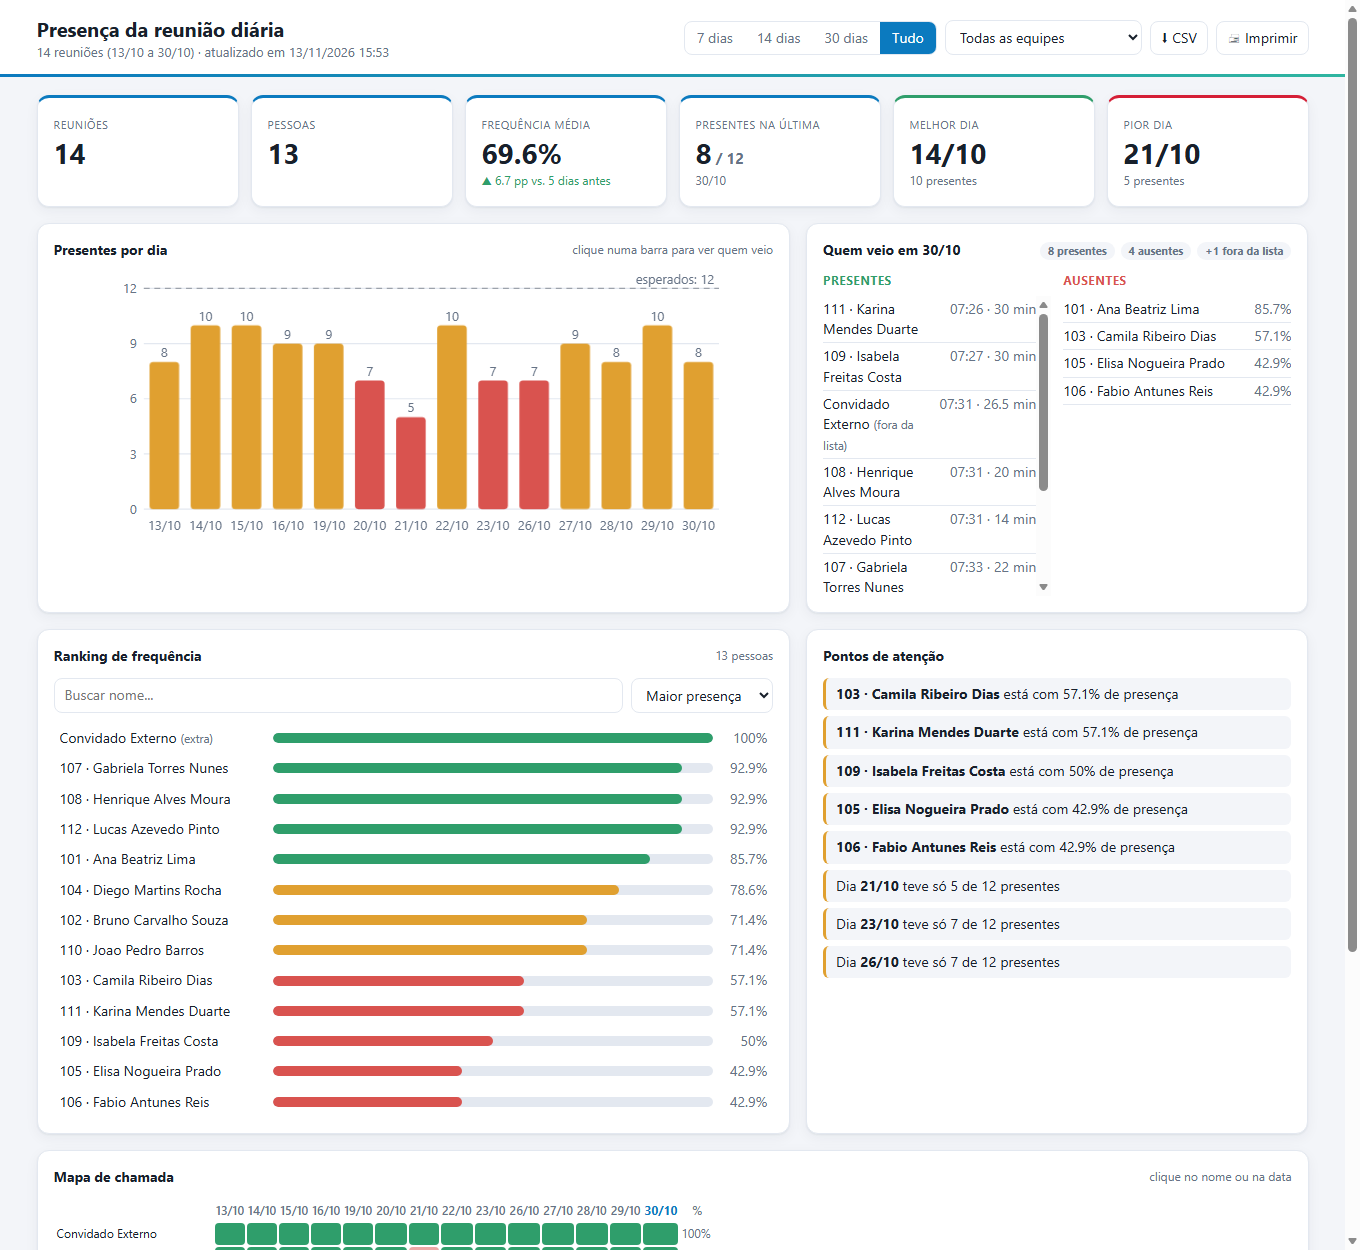 Presença da reunião diária
14 reuniões (13/10 a 30/10) · atualizado em 13/11/2026 15:53
7 dias 14 dias 30 dias Tudo
Todas as equipes
⬇ CSV
Imprimir
REUNIÕES
14
PESSOAS
13
FREQUÊNCIA MÉDIA
69.6%
▲ 6.7 pp vs. 5 dias antes
PRESENTES NA ÚLTIMA
8 / 12
30/10
MELHOR DIA
14/10
10 presentes
PIOR DIA
21/10
5 presentes
Presentes por dia
clique numa barra para ver quem veio
esperados: 12
12
9
6
3
0
8 10 10 9 9 7 5 10 7 7 9 8 10 8
13/10 14/10 15/10 16/10 19/10 20/10 21/10 22/10 23/10 26/10 27/10 28/10 29/10 30/10
Quem veio em 30/10
8 presentes 4 ausentes +1 fora da lista
PRESENTES
111 · Karina 07:26 · 30 min
Mendes Duarte
109 · Isabela 07:27 · 30 min
Freitas Costa
Convidado 07:31 · 26.5 min
Externo (fora da
lista)
108 · Henrique 07:31 · 20 min
Alves Moura
112 · Lucas 07:31 · 14 min
Azevedo Pinto
107 · Gabriela 07:33 · 22 min
Torres Nunes
AUSENTES
101 · Ana Beatriz Lima 85.7%
103 · Camila Ribeiro Dias 57.1%
105 · Elisa Nogueira Prado 42.9%
106 · Fabio Antunes Reis 42.9%
Ranking de frequência
13 pessoas
Buscar nome...
Maior presença
Convidado Externo (extra) 100%
107 · Gabriela Torres Nunes 92.9%
108 · Henrique Alves Moura 92.9%
112 · Lucas Azevedo Pinto 92.9%
101 · Ana Beatriz Lima 85.7%
104 · Diego Martins Rocha 78.6%
102 · Bruno Carvalho Souza 71.4%
110 · Joao Pedro Barros 71.4%
103 · Camila Ribeiro Dias 57.1%
111 · Karina Mendes Duarte 57.1%
109 · Isabela Freitas Costa 50%
105 · Elisa Nogueira Prado 42.9%
106 · Fabio Antunes Reis 42.9%
Pontos de atenção
103 · Camila Ribeiro Dias está com 57.1% de presença
111 · Karina Mendes Duarte está com 57.1% de presença
109 · Isabela Freitas Costa está com 50% de presença
105 · Elisa Nogueira Prado está com 42.9% de presença
106 · Fabio Antunes Reis está com 42.9% de presença
Dia 21/10 teve só 5 de 12 presentes
Dia 23/10 teve só 7 de 12 presentes
Dia 26/10 teve só 7 de 12 presentes
Mapa de chamada
clique no nome ou na data
13/10 14/10 15/10 16/10 19/10 20/10 21/10 22/10 23/10 26/10 27/10 28/10 29/10 30/10 %
Convidado Externo 100%